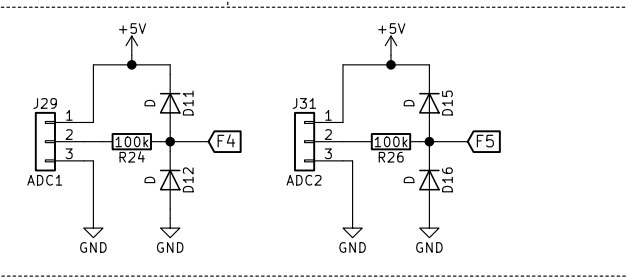 +5V
+5V
J29
1
2
3
ADC1
100k
R24
D
D11
D
D12
F4
GND
GND
J31
1
2
3
ADC2
100k
R26
D
D15
D
D16
F5
GND
GND